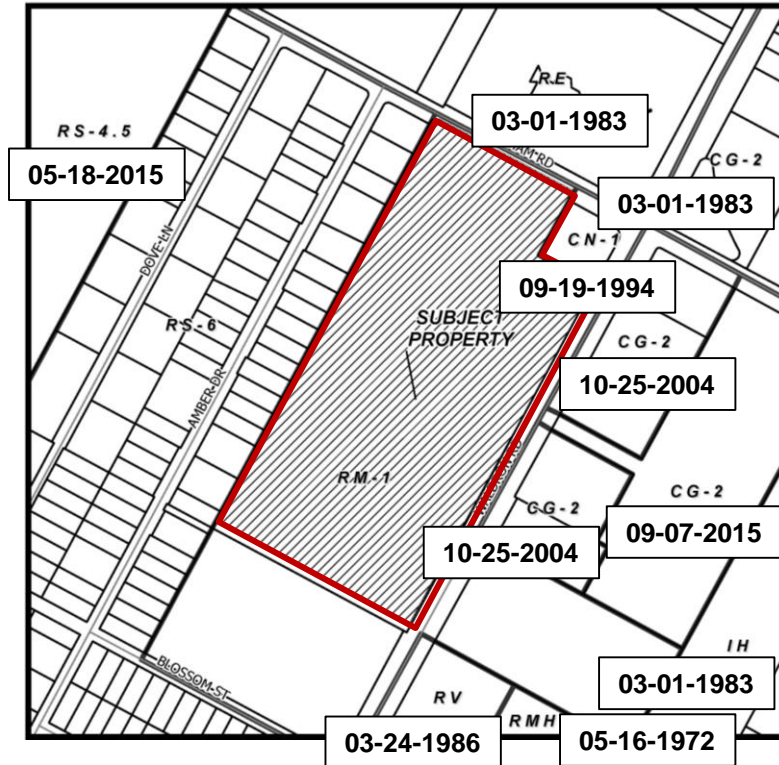 RE
03-01-1983
RS-4.5
05-18-2015
CG-2
03-01-1983
DOVE LN
CN-1
09-19-1994
RS-6
SUBJECT
PROPERTY
CG-2
10-25-2004
AMBER DR
RM-1
WALDRON RD
CG-2
10-25-2004
CG-2
09-07-2015
BLOSSOM ST
IH
03-01-1983
RV
03-24-1986
RMH
05-16-1972